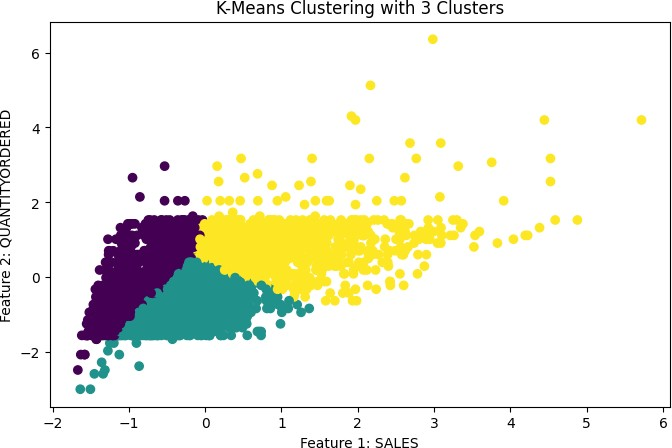 K-Means Clustering with 3 Clusters
Feature 2: QUANTITYORDERED
6
4
2
0
−2
−2 −1 0 1 2 3 4 5 6
Feature 1: SALES